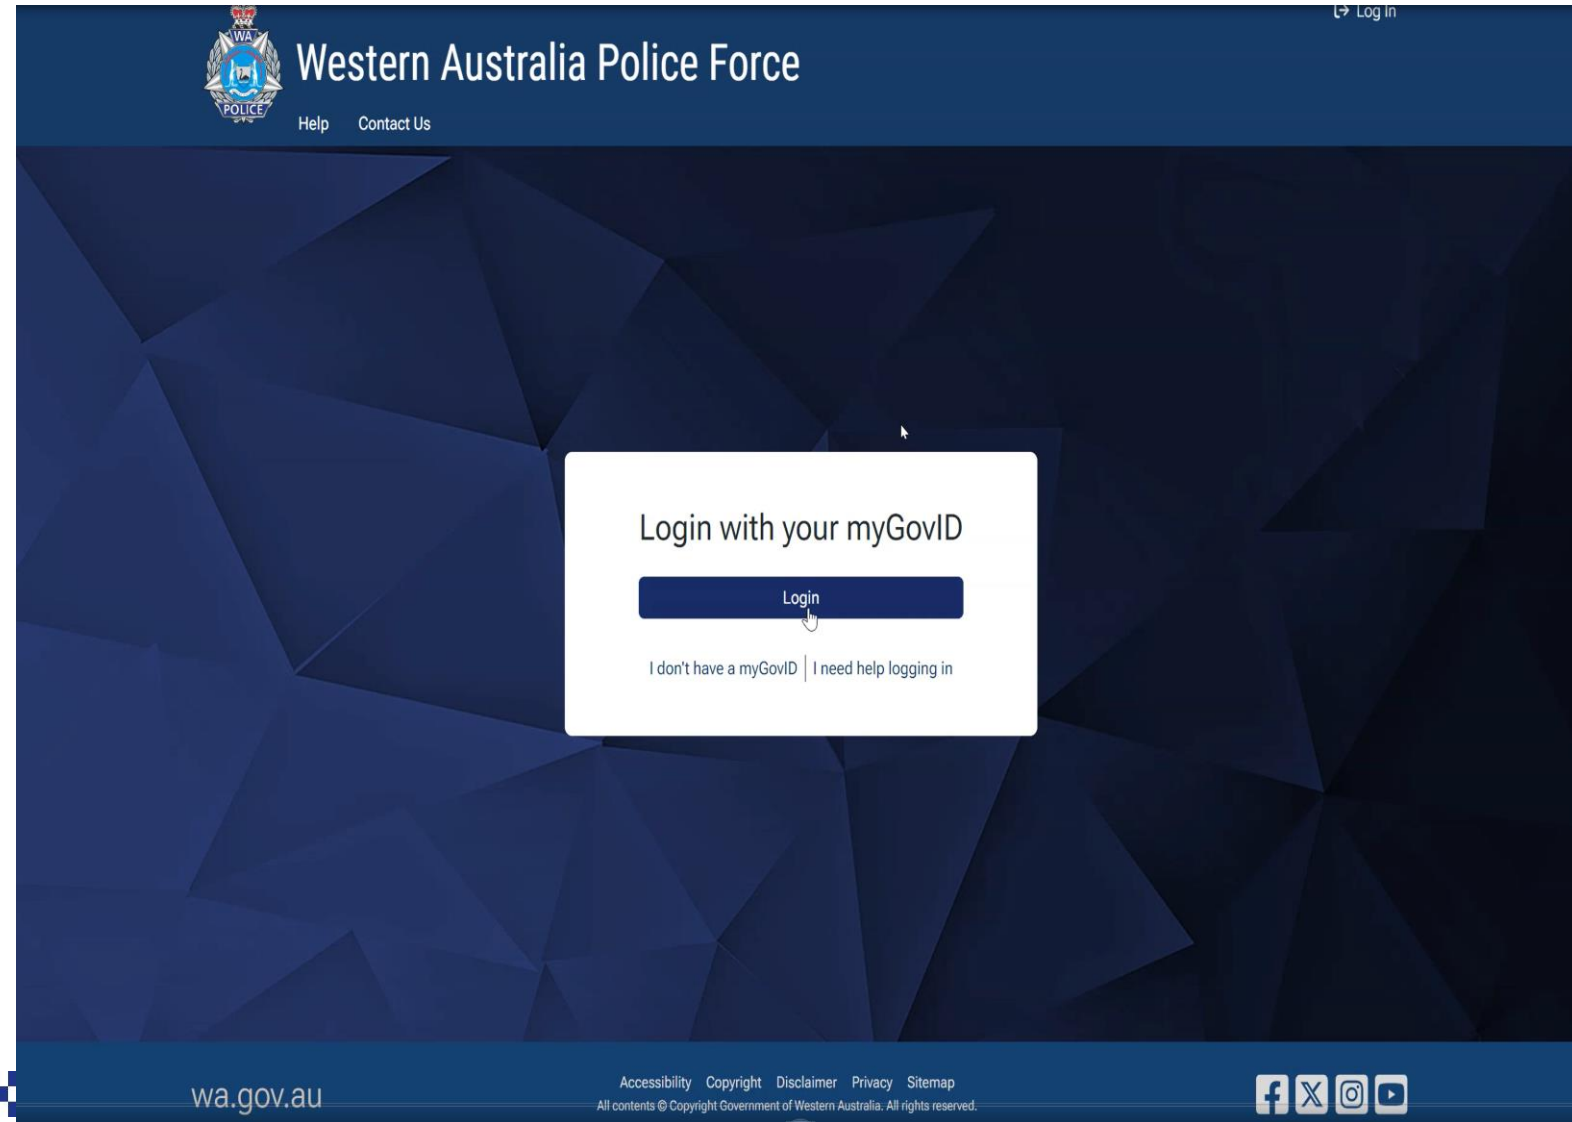 Log In
WA
POLICE
Western Australia Police Force
Help Contact Us
Login with your myGovID
Login
I don't have a myGovID | I need help logging in
wa.gov.au
Accessibility Copyright Disclaimer Privacy Sitemap
All contents © Copyright Government of Western Australia. All rights reserved.